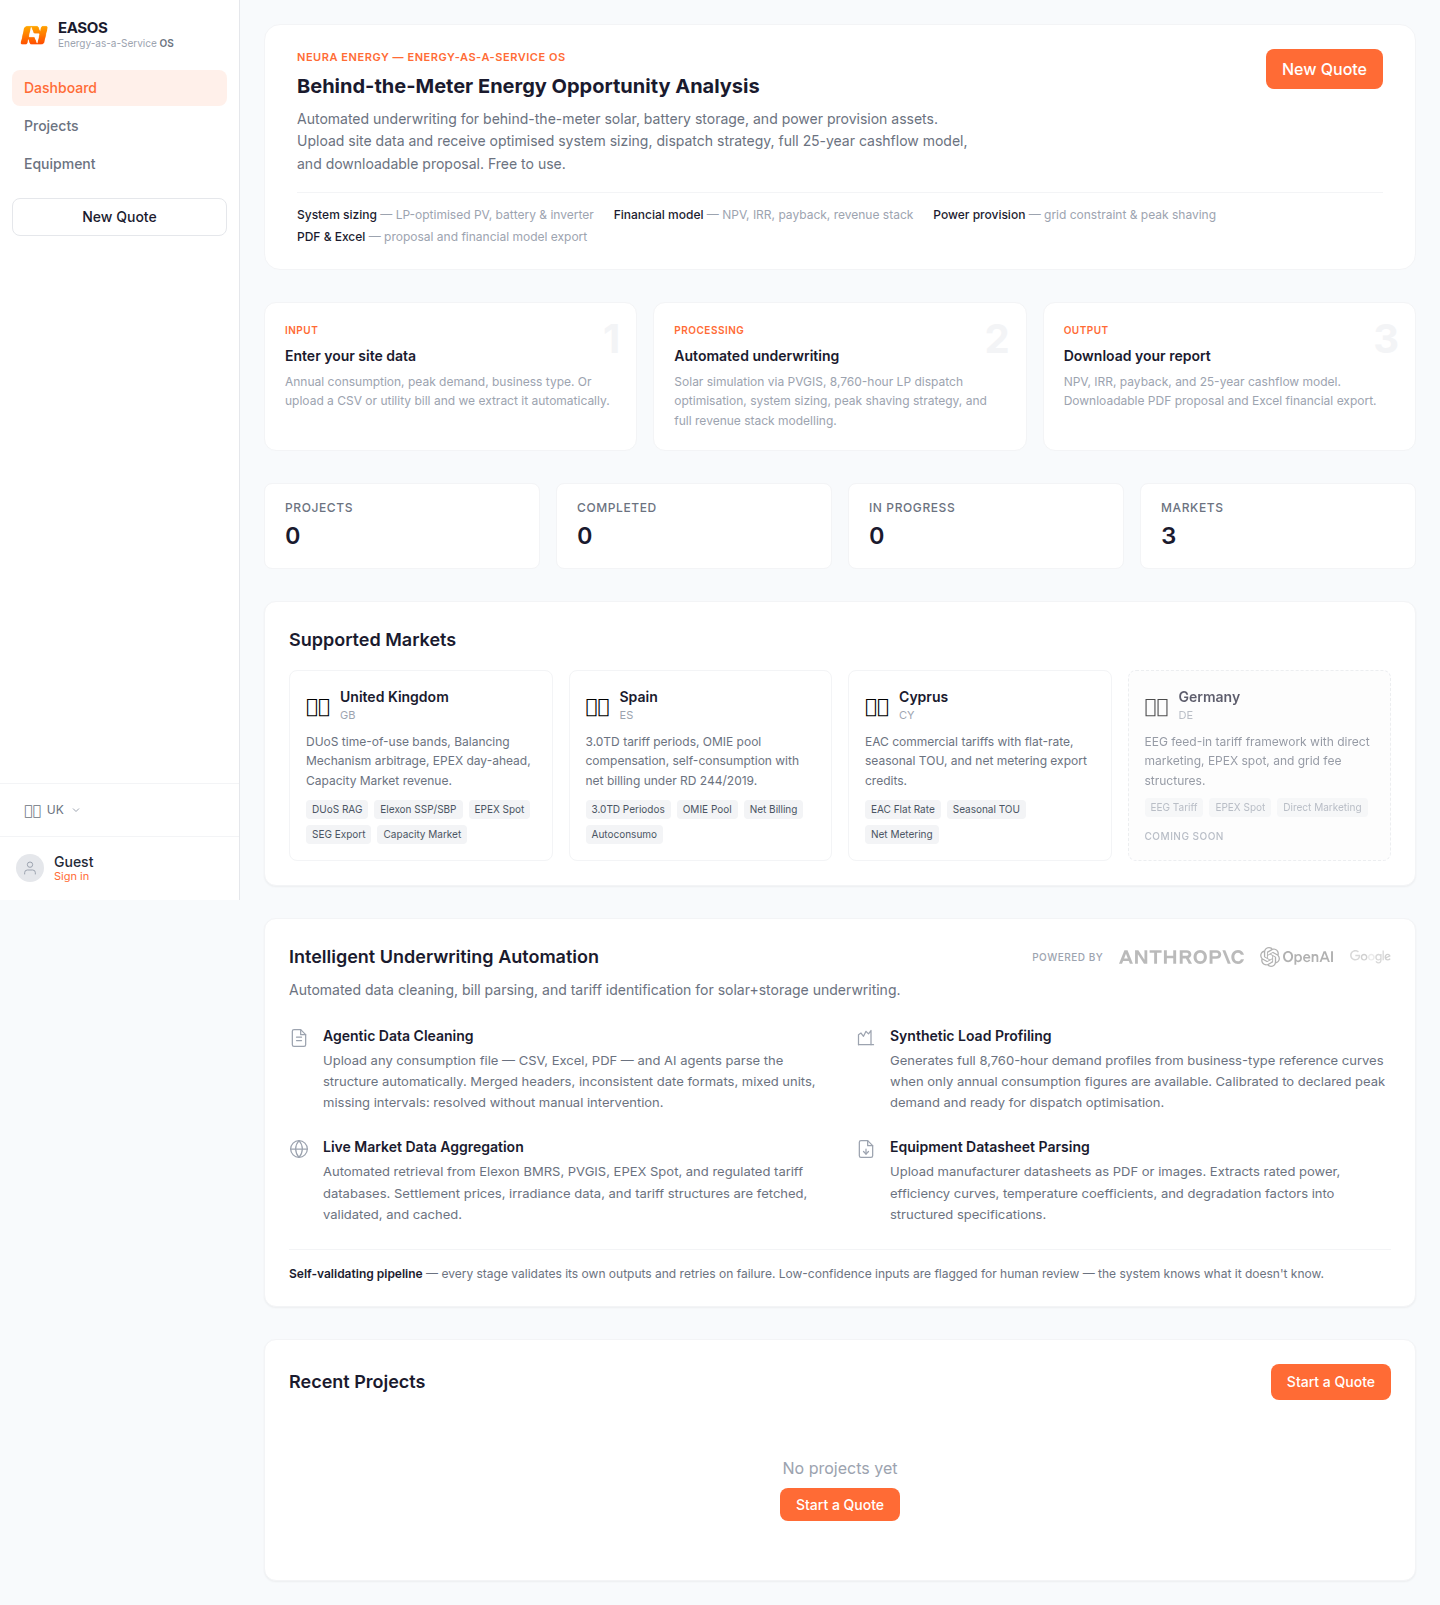 EASOS
Energy-as-a-Service OS
Dashboard
Projects
Equipment
New Quote
UK
Guest
Sign in
NEURA ENERGY — ENERGY-AS-A-SERVICE OS
New Quote
Behind-the-Meter Energy Opportunity Analysis
Automated underwriting for behind-the-meter solar, battery storage, and power provision assets.
Upload site data and receive optimised system sizing, dispatch strategy, full 25-year cashflow model,
and downloadable proposal. Free to use.
System sizing — LP-optimised PV, battery & inverter Financial model — NPV, IRR, payback, revenue stack Power provision — grid constraint & peak shaving
PDF & Excel — proposal and financial model export
INPUT
1
Enter your site data
Annual consumption, peak demand, business type. Or
upload a CSV or utility bill and we extract it automatically.
PROCESSING
2
Automated underwriting
Solar simulation via PVGIS, 8,760-hour LP dispatch
optimisation, system sizing, peak shaving strategy, and
full revenue stack modelling.
OUTPUT
3
Download your report
NPV, IRR, payback, and 25-year cashflow model.
Downloadable PDF proposal and Excel financial export.
PROJECTS
0
COMPLETED
0
IN PROGRESS
0
MARKETS
3
Supported Markets
United Kingdom
GB
DUoS time-of-use bands, Balancing
Mechanism arbitrage, EPEX day-ahead,
Capacity Market revenue.
DUoS RAG Elexon SSP/SBP EPEX Spot
SEG Export Capacity Market
Spain
ES
3.0TD tariff periods, OMIE pool
compensation, self-consumption with
net billing under RD 244/2019.
3.0TD Periodos OMIE Pool Net Billing
Autoconsumo
Cyprus
CY
EAC commercial tariffs with flat-rate,
seasonal TOU, and net metering export
credits.
EAC Flat Rate Seasonal TOU
Net Metering
Germany
DE
EEG feed-in tariff framework with direct
marketing, EPEX spot, and grid fee
structures.
EEG Tariff EPEX Spot Direct Marketing
COMING SOON
Intelligent Underwriting Automation
POWERED BY ANTHROP\C OpenAI Google
Automated data cleaning, bill parsing, and tariff identification for solar+storage underwriting.
Agentic Data Cleaning
Upload any consumption file — CSV, Excel, PDF — and AI agents parse the
structure automatically. Merged headers, inconsistent date formats, mixed units,
missing intervals: resolved without manual intervention.
Synthetic Load Profiling
Generates full 8,760-hour demand profiles from business-type reference curves
when only annual consumption figures are available. Calibrated to declared peak
demand and ready for dispatch optimisation.
Live Market Data Aggregation
Automated retrieval from Elexon BMRS, PVGIS, EPEX Spot, and regulated tariff
databases. Settlement prices, irradiance data, and tariff structures are fetched,
validated, and cached.
Equipment Datasheet Parsing
Upload manufacturer datasheets as PDF or images. Extracts rated power,
efficiency curves, temperature coefficients, and degradation factors into
structured specifications.
Self-validating pipeline — every stage validates its own outputs and retries on failure. Low-confidence inputs are flagged for human review — the system knows what it doesn't know.
Recent Projects
Start a Quote
No projects yet
Start a Quote